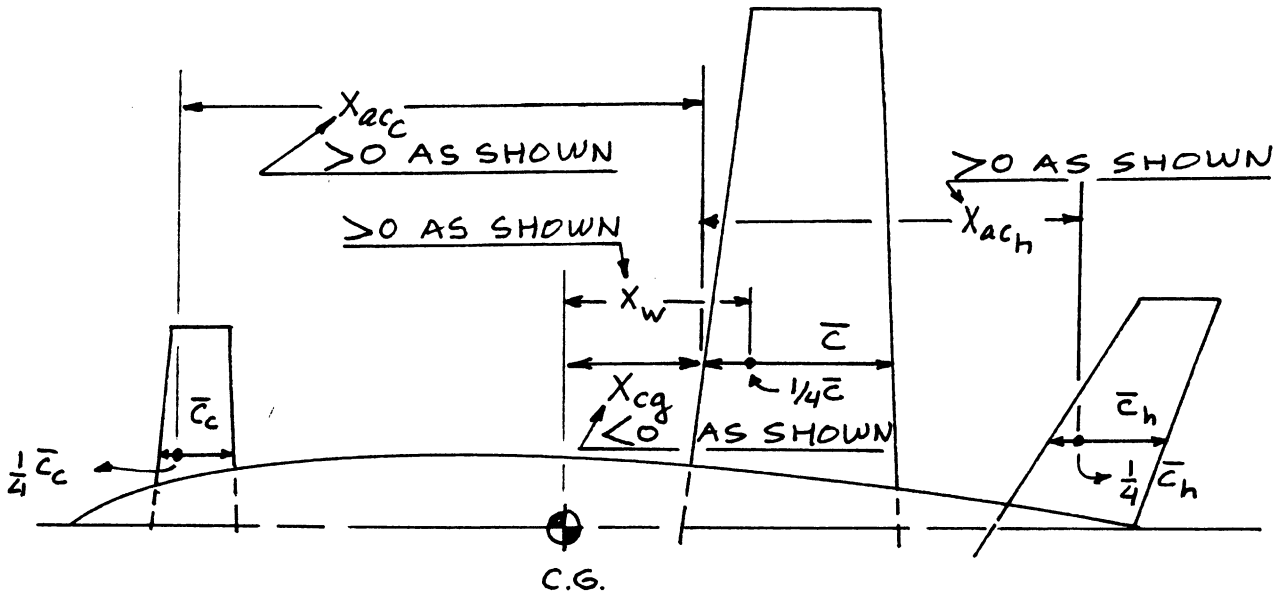 X_ac_c
>0 AS SHOWN
>0 AS SHOWN
X_ac_h
>0 AS SHOWN
X_w
c̄
X_cg
1/4 c̄
<0 AS SHOWN
c̄_c
c̄_h
1/4 c̄_c
1/4 c̄_h
C.G.